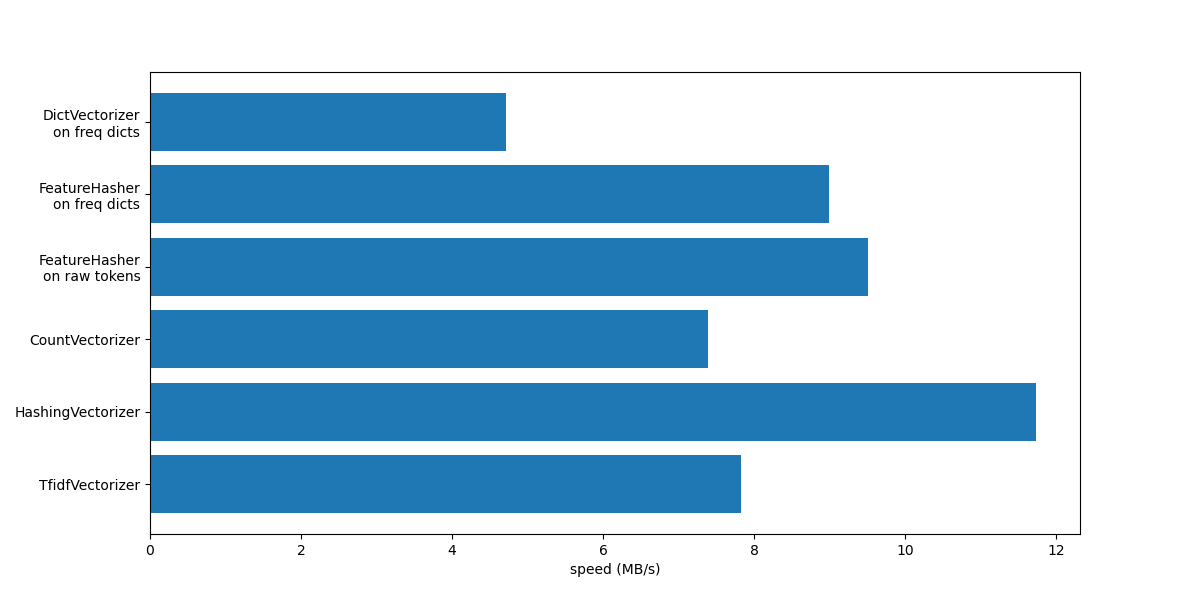 DictVectorizer
on freq dicts
FeatureHasher
on freq dicts
FeatureHasher
on raw tokens
CountVectorizer
HashingVectorizer
TfidfVectorizer
0 2 4 6 8 10 12
speed (MB/s)